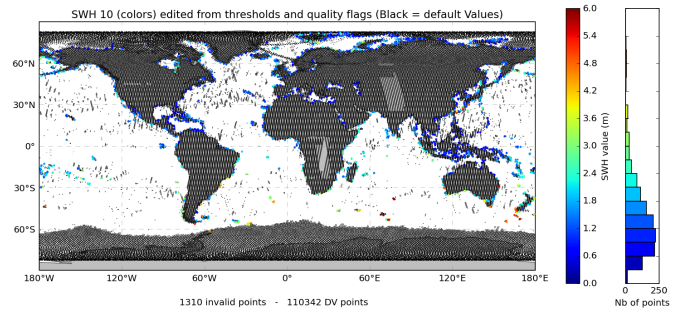 SWH 10 (colors) edited from thresholds and quality flags (Black = default Values)
60°N
30°N
0°
30°S
60°S
180°W 120°W 60°W 0° 60°E 120°E 180°E
1310 invalid points - 110342 DV points
6.0
5.4
4.8
4.2
3.6
3.0
2.4
1.8
1.2
0.6
0.0
SWH value (m)
0 250
Nb of points